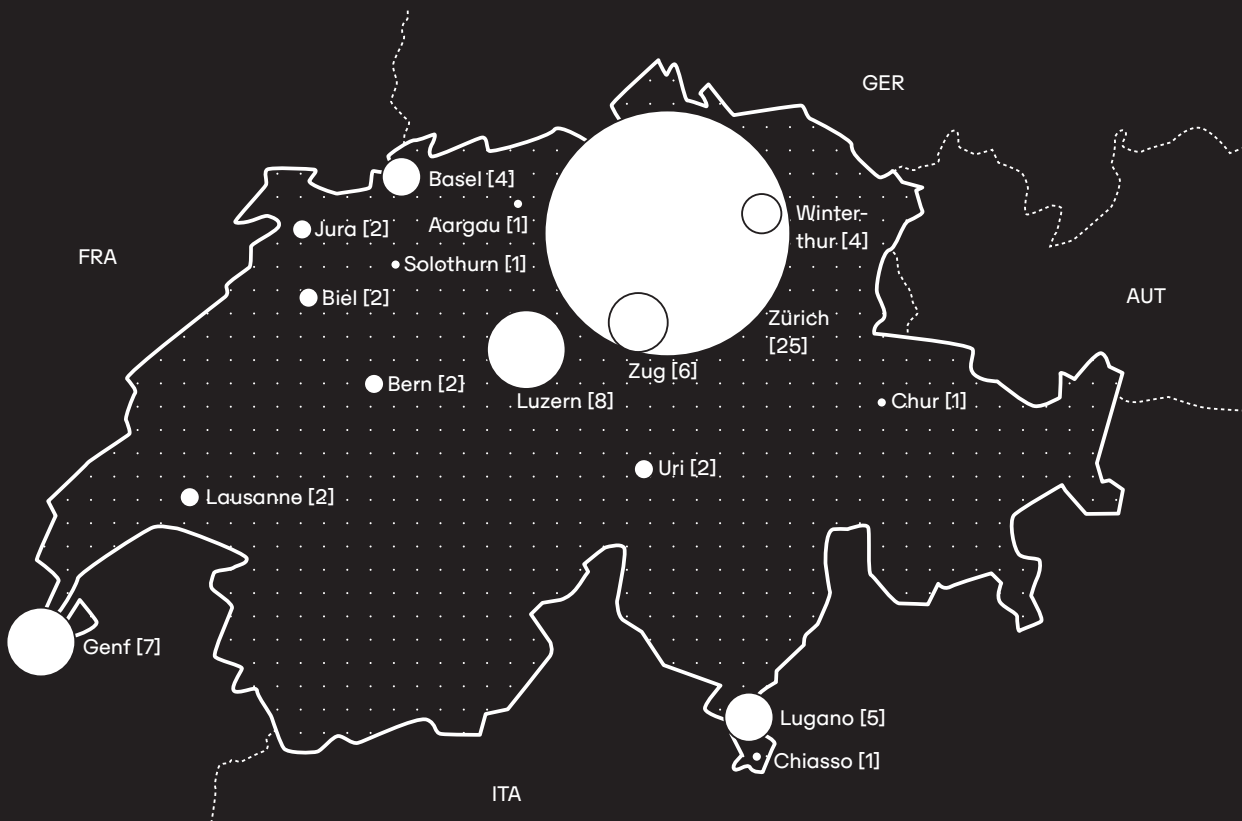 GER
Basel [4]
Aargau [1]
Winter-
thur [4]
Jura [2]
FRA
Solothurn [1]
Biel [2]
AUT
Zürich
[25]
Zug [6]
Bern [2]
Luzern [8]
Chur [1]
Uri [2]
Lausanne [2]
Genf [7]
Lugano [5]
Chiasso [1]
ITA